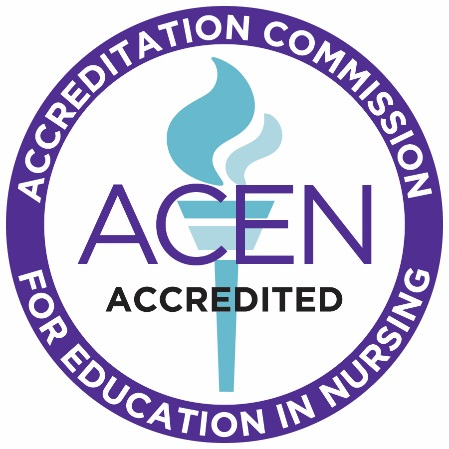 ACCREDITATION COMMISSION
ACEN
ACCREDITED
FOR EDUCATION IN NURSING